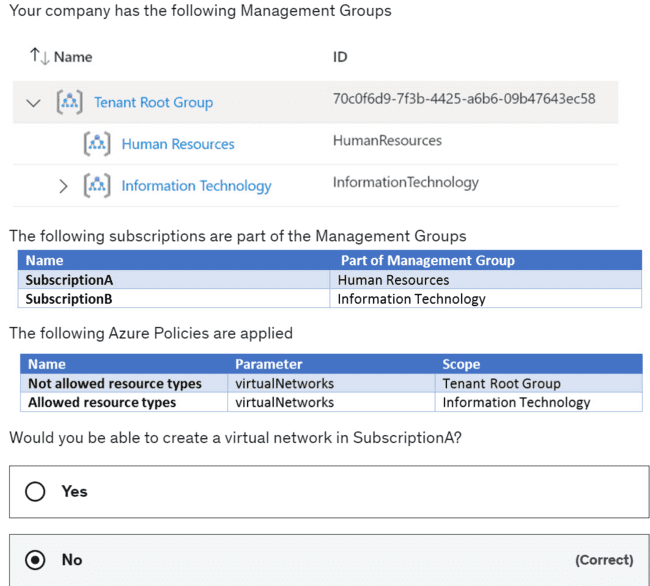 Your company has the following Management Groups
↑↓ Name ID
Tenant Root Group 70c0f6d9-7f3b-4425-a6b6-09b47643ec58
Human Resources HumanResources
Information Technology InformationTechnology
The following subscriptions are part of the Management Groups
Name Part of Management Group
SubscriptionA Human Resources
SubscriptionB Information Technology
The following Azure Policies are applied
Name Parameter Scope
Not allowed resource types virtualNetworks Tenant Root Group
Allowed resource types virtualNetworks Information Technology
Would you be able to create a virtual network in SubscriptionA?
Yes
No (Correct)